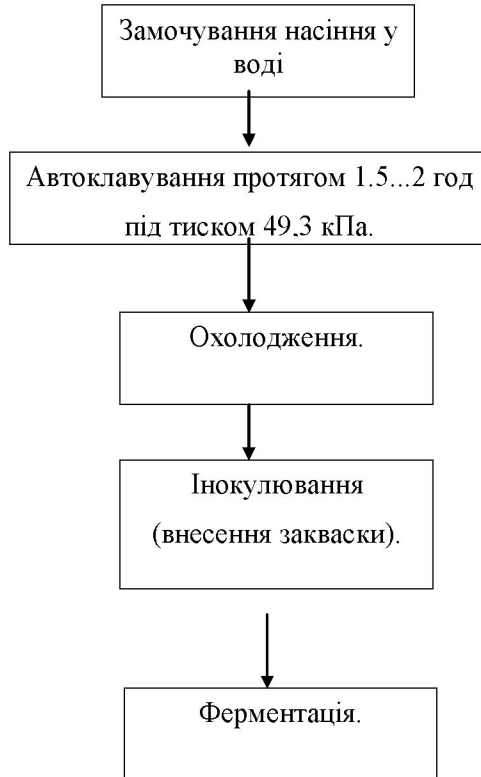 Замочування насіння у
воді
Автоклавування протягом 1.5...2 год
під тиском 49,3 кПа.
Охолодження.
Інокулювання
(внесення закваски).
Ферментація.